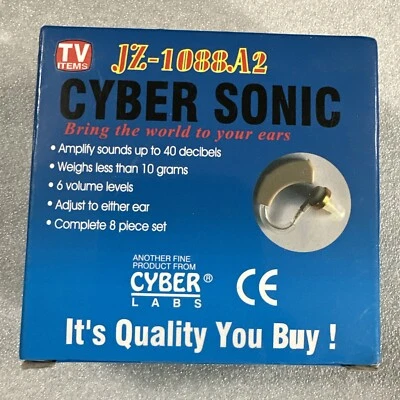 TV
ITEMS
JZ-1088A2
CYBER SONIC
Bring the world to your ears
• Amplify sounds up to 40 decibels
• Weighs less than 10 grams
• 6 volume levels
• Adjust to either ear
• Complete 8 piece set
ANOTHER FINE
PRODUCT FROM
CYBER®
LABS
CE
It's Quality You Buy !